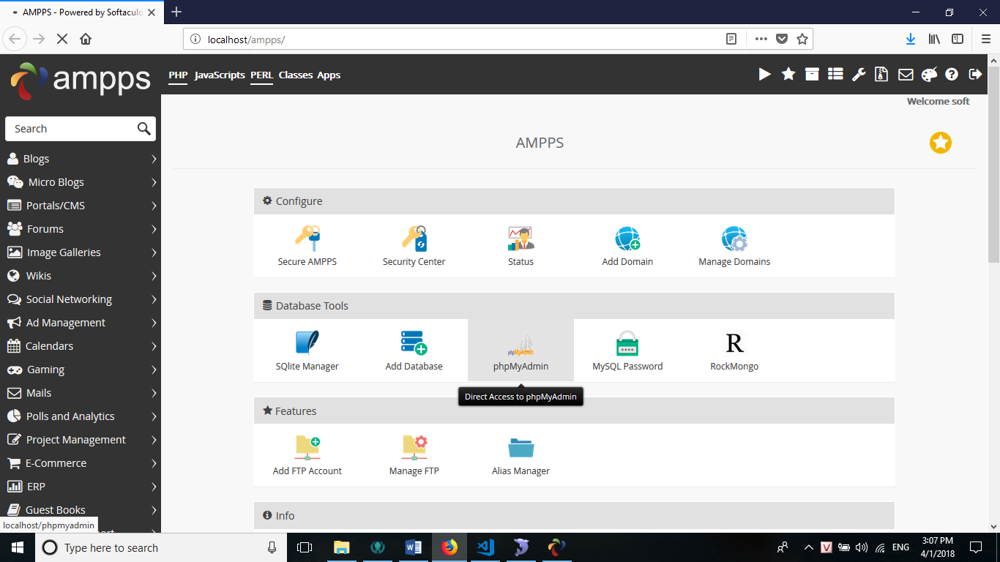 AMPPS - Powered by Softaculo
localhost/ampps/
ampps
PHP JavaScripts PERL Classes Apps
Welcome soft
Search
AMPPS
Blogs
Micro Blogs
Portals/CMS
Forums
Image Galleries
Wikis
Social Networking
Ad Management
Calendars
Gaming
Mails
Polls and Analytics
Project Management
E-Commerce
ERP
Guest Books
Configure
Secure AMPPS
Security Center
Status
Add Domain
Manage Domains
Database Tools
SQlite Manager
Add Database
phpMyAdmin
phpMyAdmin
MySQL Password
R
RockMongo
Direct Access to phpMyAdmin
Features
Add FTP Account
Manage FTP
Alias Manager
Info
localhost/phpmyadmin
Type here to search
ENG
3:07 PM
4/1/2018